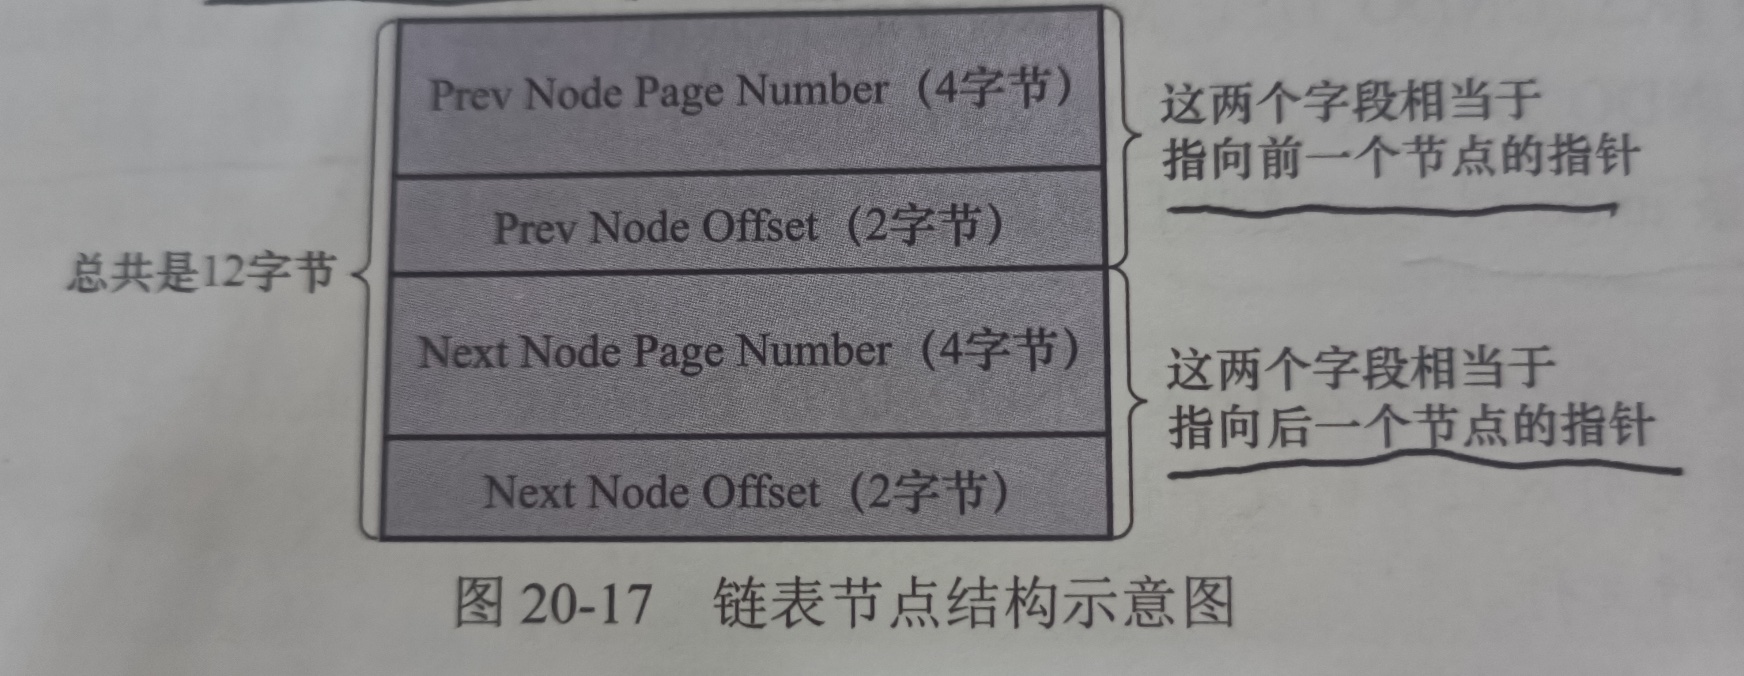 Prev Node Page Number（4字节）
这两个字段相当于
指向前一个节点的指针
Prev Node Offset（2字节）
总共是12字节
Next Node Page Number（4字节）
这两个字段相当于
指向后一个节点的指针
Next Node Offset（2字节）
图 20-17 链表节点结构示意图